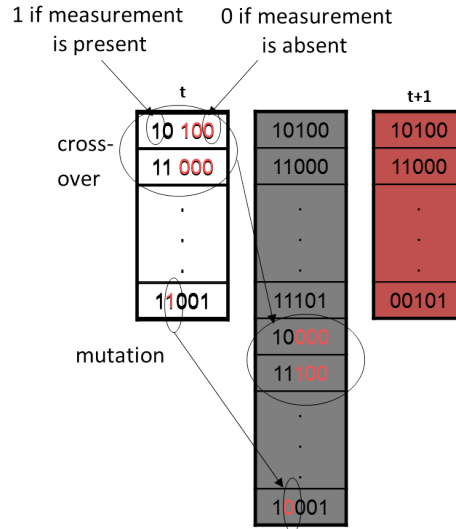 1 if measurement
is present
0 if measurement
is absent
t
t+1
cross-
over
mutation
10 100
11 000
.
.
.
11001
10100
11000
.
.
.
11101
10000
11100
.
.
.
10001
10100
11000
.
.
.
00101